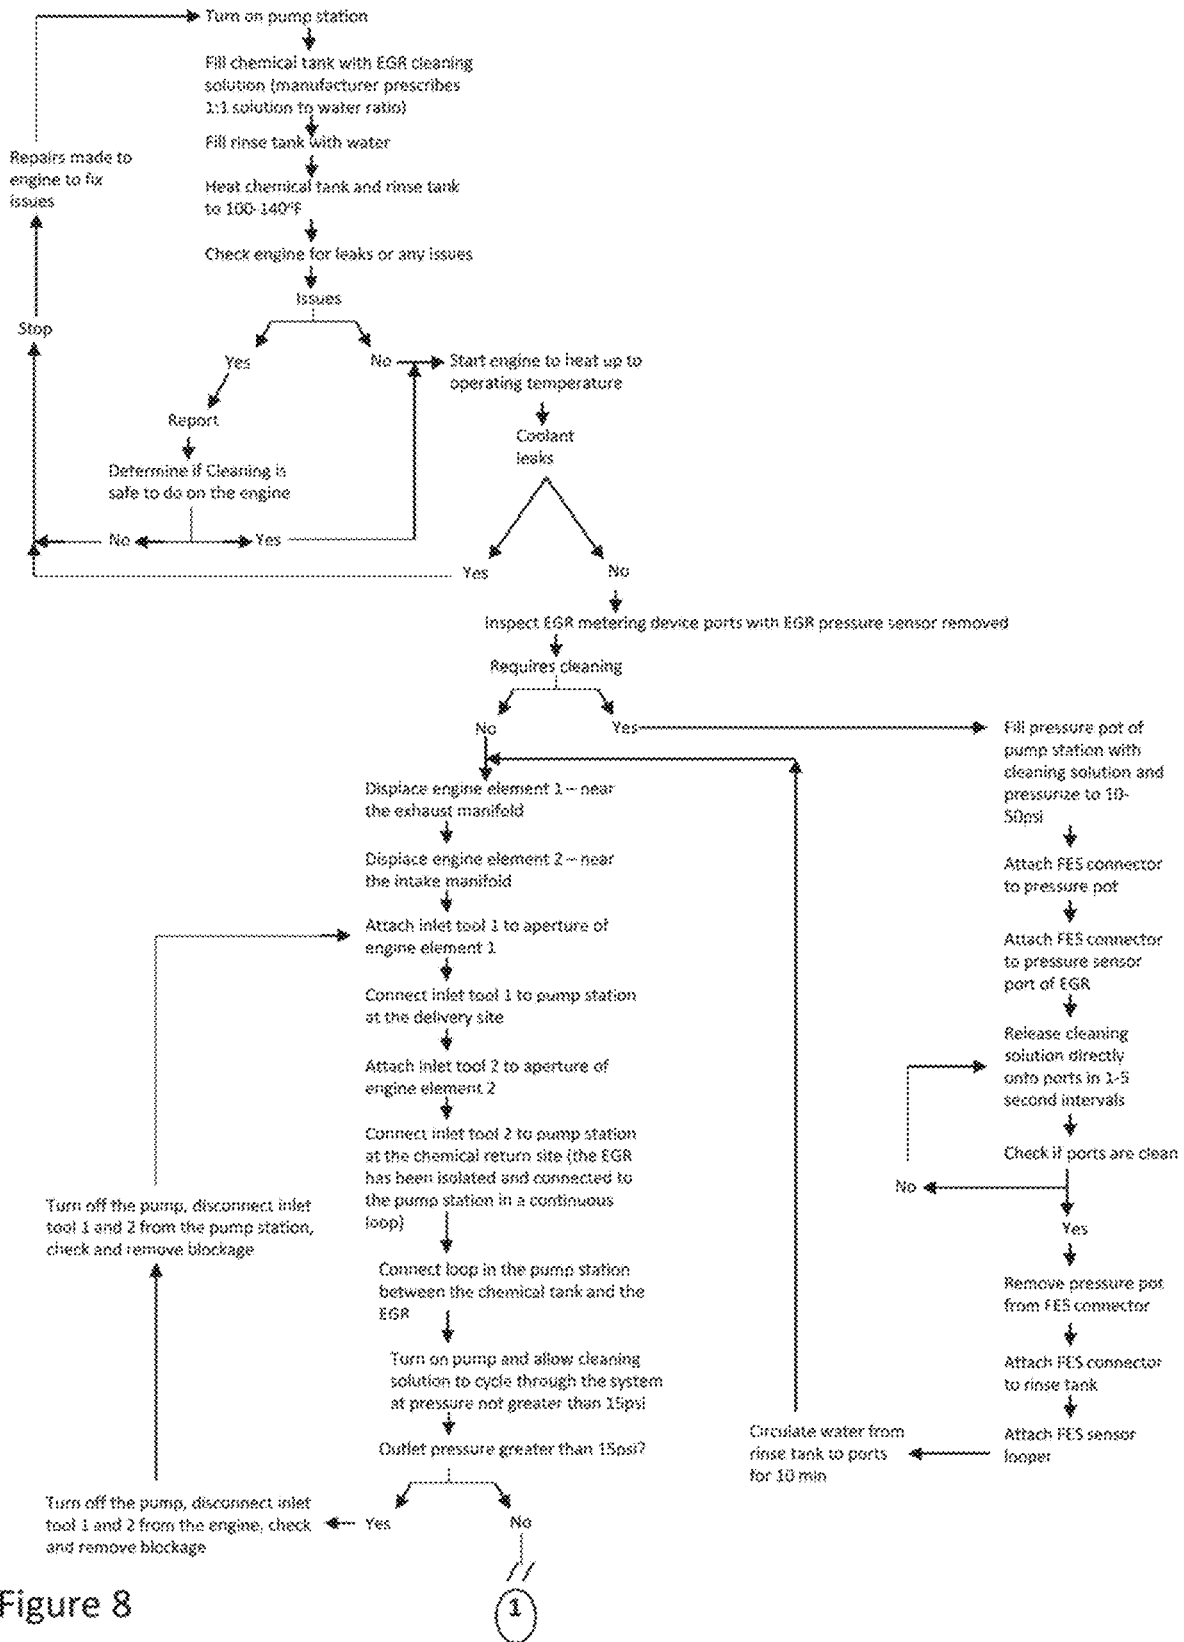 Turn on pump station
Fill chemical tank with EGR cleaning
solution (manufacturer prescribes
1:1 solution to water ratio)
Fill rinse tank with water
Heat chemical tank and rinse tank
to 100-140°F
Check engine for leaks or any issues
Issues
Yes
No
Report
Determine if Cleaning is
safe to do on the engine
No
Yes
Stop
Repairs made to
engine to fix
issues
Start engine to heat up to
operating temperature
Coolant
leaks
Yes
No
Inspect EGR metering device ports with EGR pressure sensor removed
Requires cleaning
No
Yes
Displace engine element 1 – near
the exhaust manifold
Displace engine element 2 – near
the intake manifold
Attach inlet tool 1 to aperture of
engine element 1
Connect inlet tool 1 to pump station
at the delivery site
Attach inlet tool 2 to aperture of
engine element 2
Connect inlet tool 2 to pump station
at the chemical return site (the EGR
has been isolated and connected to
the pump station in a continuous
loop)
Connect loop in the pump station
between the chemical tank and the
EGR
Turn on pump and allow cleaning
solution to cycle through the system
at pressure not greater than 15psi
Outlet pressure greater than 15psi?
Yes
No
Turn off the pump, disconnect inlet
tool 1 and 2 from the engine, check
and remove blockage
Turn off the pump, disconnect inlet
tool 1 and 2 from the pump station,
check and remove blockage
Fill pressure pot of
pump station with
cleaning solution and
pressurize to 10-
50psi
Attach FES connector
to pressure pot
Attach FES connector
to pressure sensor
port of EGR
Release cleaning
solution directly
onto ports in 1-5
second intervals
Check if ports are clean
No
Yes
Remove pressure pot
from FES connector
Attach FES connector
to rinse tank
Attach FES sensor
looper
Circulate water from
rinse tank to ports
for 10 min
1
Figure 8